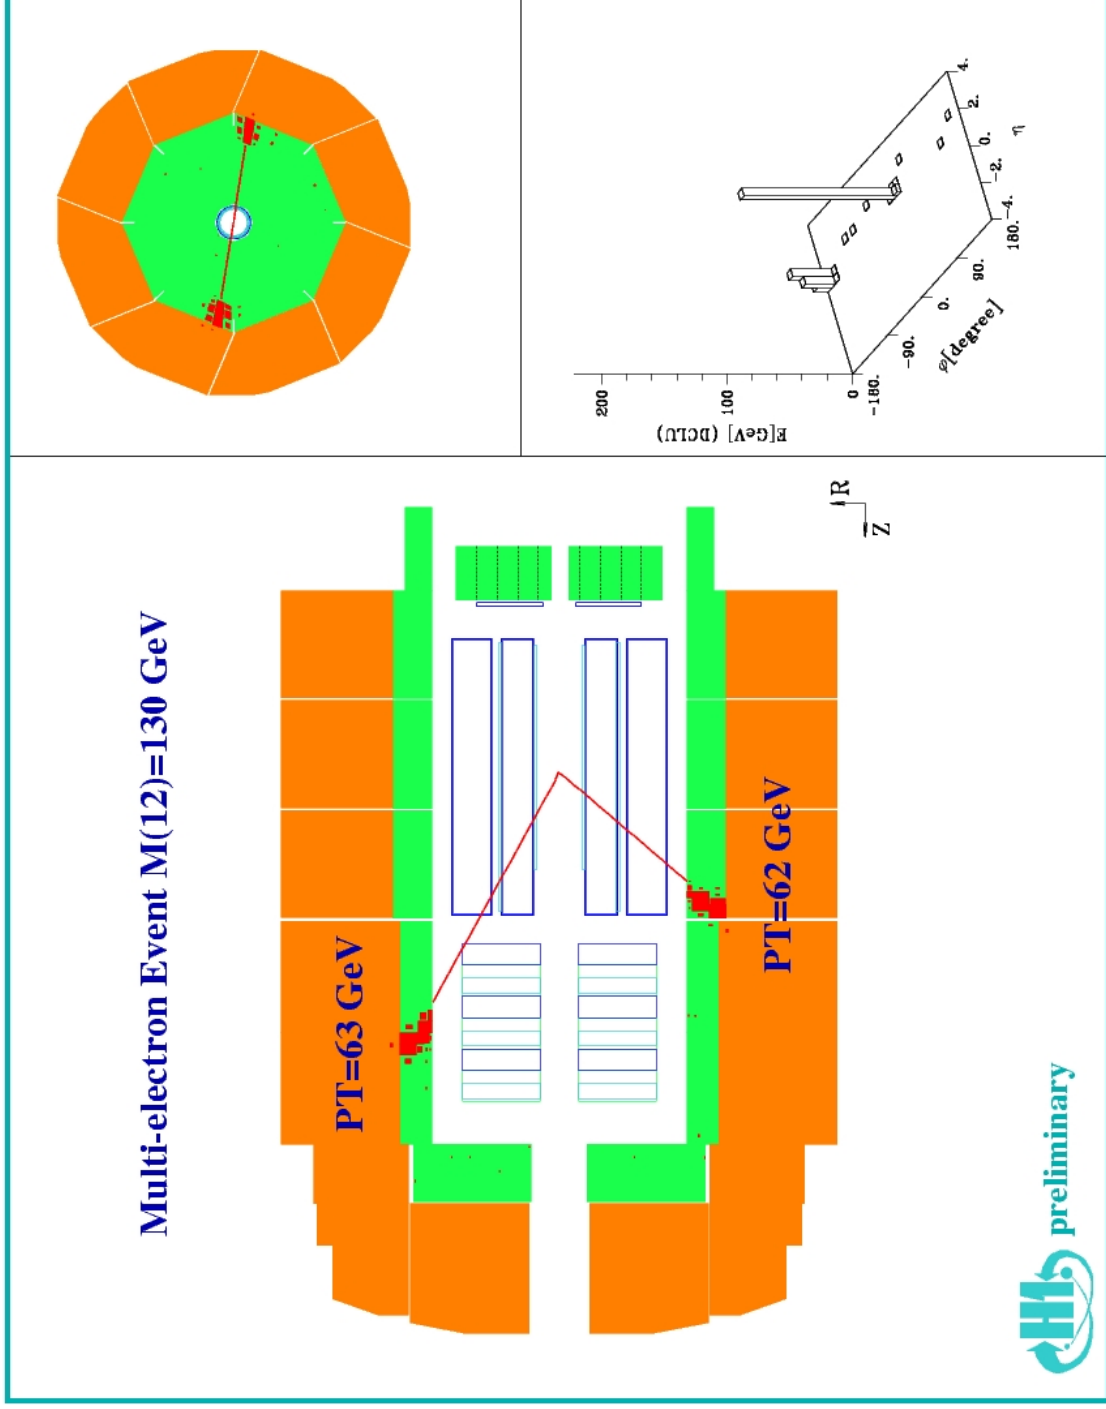 Multi-electron Event M(12)=130 GeV
PT=63 GeV
PT=62 GeV
R
Z
E[GeV] (DCLU)
200
100
0
-180.
-90.
0.
90.
180.
φ[degree]
-4.
-2.
0.
2.
4.
η
H1 preliminary